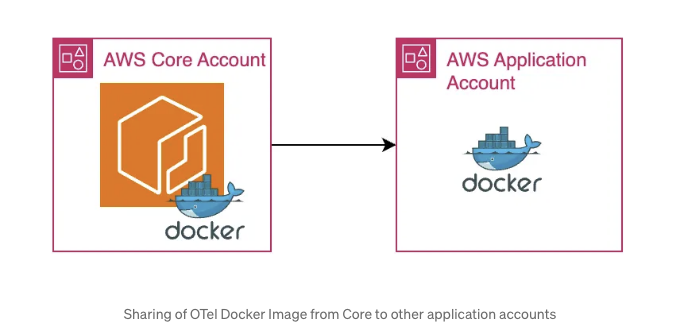 AWS Core Account
docker
AWS Application
Account
docker
Sharing of OTel Docker Image from Core to other application accounts